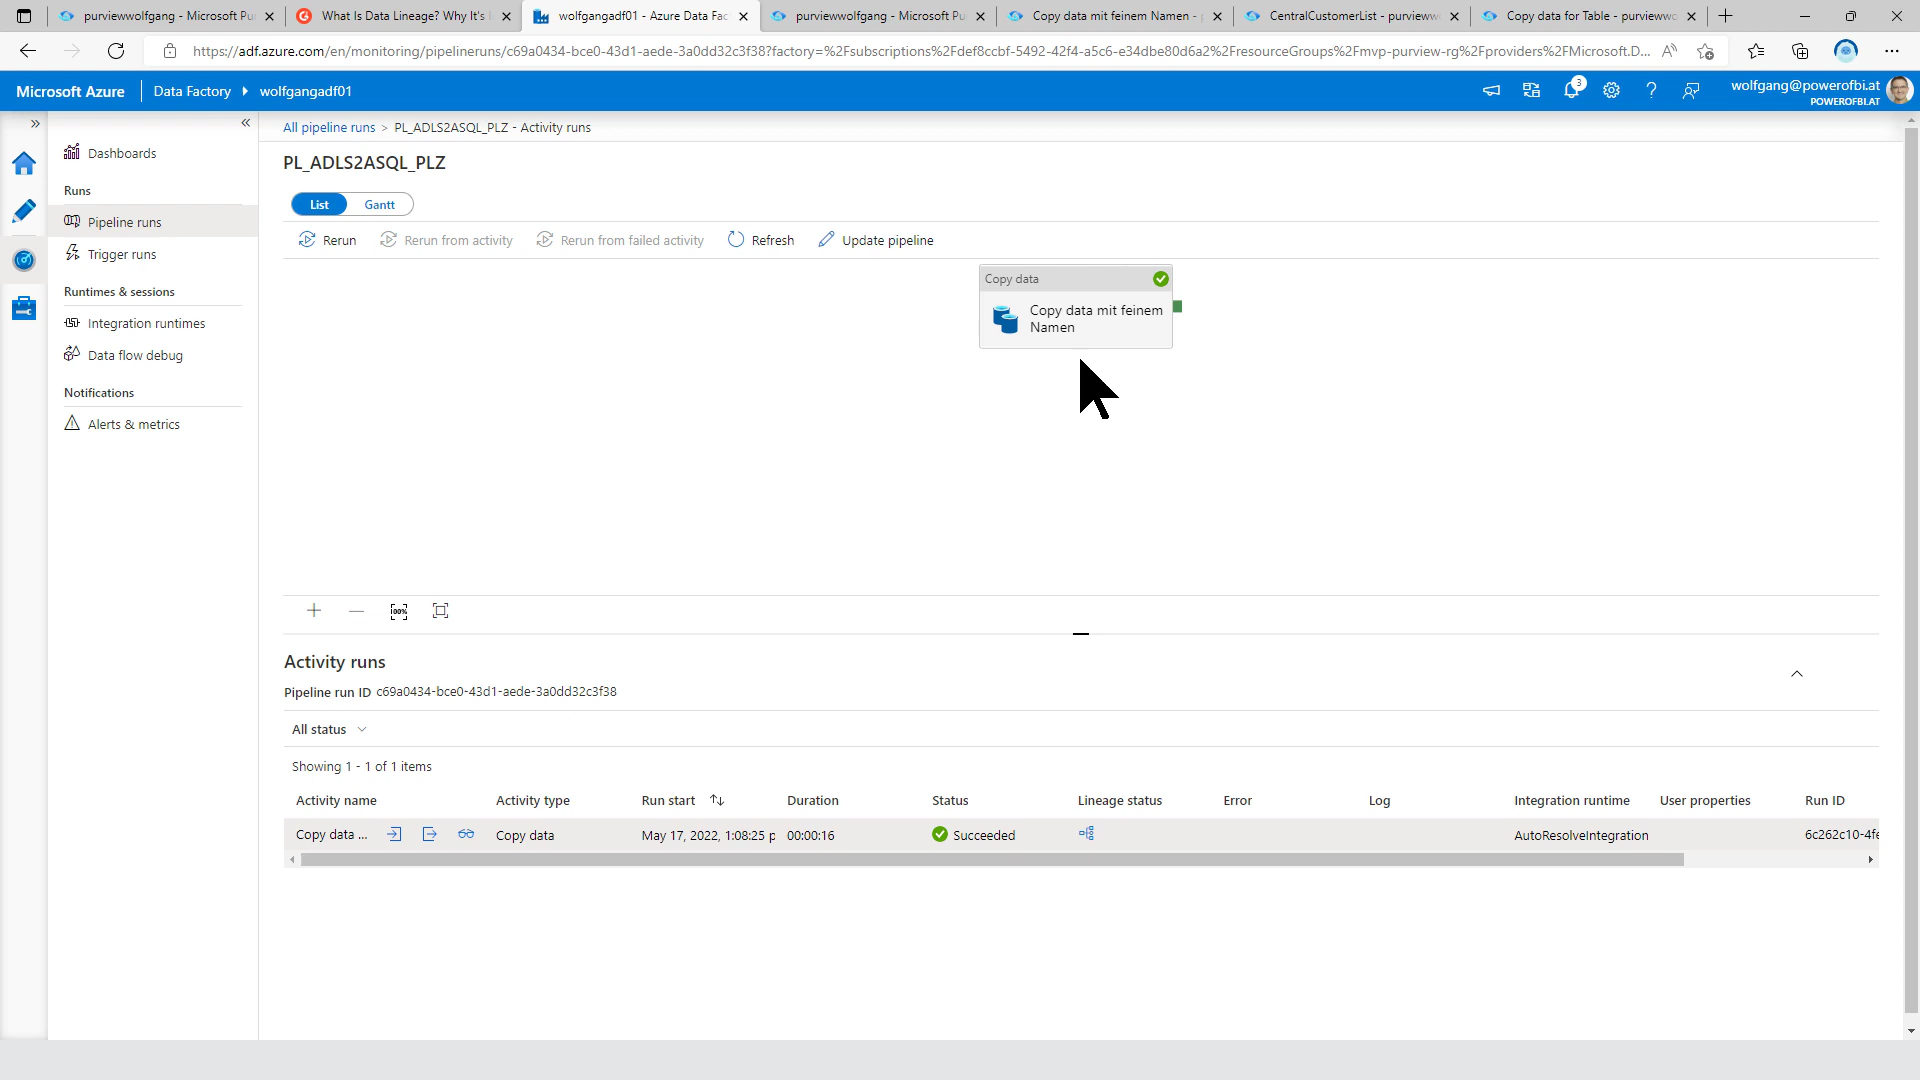 purviewwolfgang - Microsoft Pu
What Is Data Lineage? Why It's
wolfgangadf01 - Azure Data Fac
purviewwolfgang - Microsoft Pu
Copy data mit feinem Namen -
CentralCustomerList - purviewwo
Copy data for Table - purviewwo
https://adf.azure.com/en/monitoring/pipelineruns/c69a0434-bce0-43d1-aede-3a0dd32c3f38?factory=%2Fsubscriptions%2Fdef8ccbf-5492-42f4-a5c6-e34dbe80d6a2%2FresourceGroups%2Fmvp-purview-rg%2Fproviders%2FMicrosoft.D...
Microsoft Azure
Data Factory
wolfgangadf01
3
wolfgang@powerofbi.at
POWEROFBI.AT
Dashboards
Runs
Pipeline runs
Trigger runs
Runtimes & sessions
Integration runtimes
Data flow debug
Notifications
Alerts & metrics
All pipeline runs > PL_ADLS2ASQL_PLZ - Activity runs
PL_ADLS2ASQL_PLZ
List
Gantt
Rerun
Rerun from activity
Rerun from failed activity
Refresh
Update pipeline
Copy data
Copy data mit feinem
Namen
100%
Activity runs
Pipeline run ID c69a0434-bce0-43d1-aede-3a0dd32c3f38
All status
Showing 1 - 1 of 1 items
Activity name
Activity type
Run start
Duration
Status
Lineage status
Error
Log
Integration runtime
User properties
Run ID
Copy data ...
Copy data
May 17, 2022, 1:08:25 p
00:00:16
Succeeded
AutoResolveIntegration
6c262c10-4fe